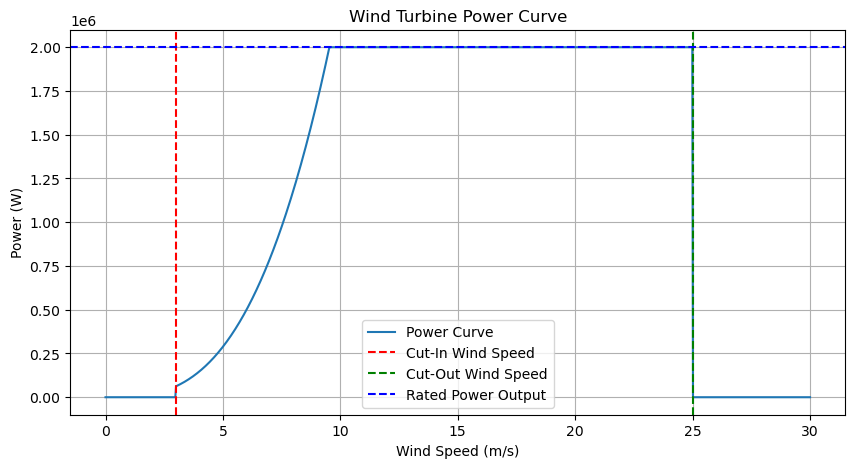 Wind Turbine Power Curve
1e6
2.00
1.75
1.50
1.25
1.00
0.75
0.50
0.25
0.00
Power (W)
Power Curve
Cut-In Wind Speed
Cut-Out Wind Speed
Rated Power Output
0 5 10 15 20 25 30
Wind Speed (m/s)